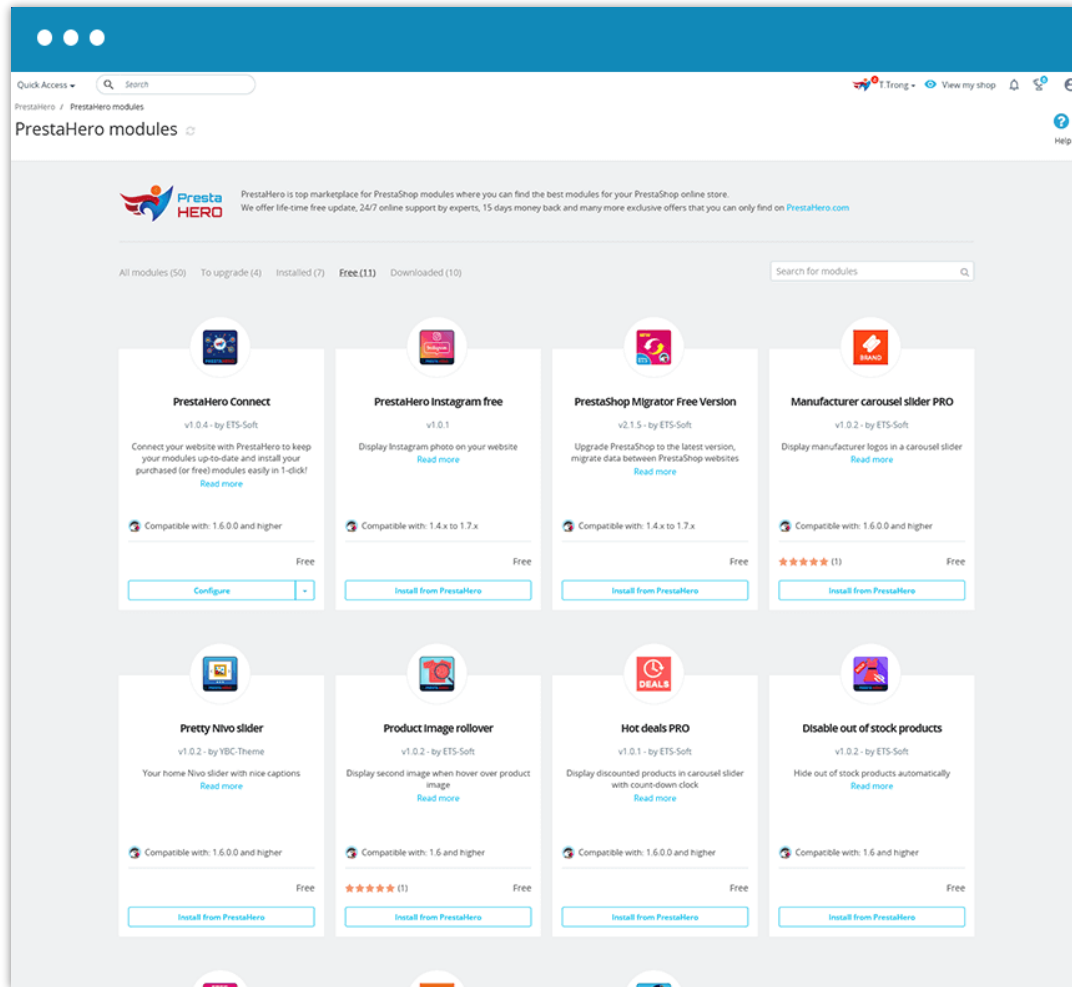 Quick Access
Search
T.Trong
View my shop
PrestaHero / PrestaHero modules
PrestaHero modules
Help
Presta
HERO
PrestaHero is top marketplace for PrestaShop modules where you can find the best modules for your PrestaShop online store.
We offer life-time free update, 24/7 online support by experts, 15 days money back and many more exclusive offers that you can only find on PrestaHero.com
All modules (50) To upgrade (4) Installed (7) Free (11) Downloaded (10)
Search for modules
PrestaHero Connect
v1.0.4 - by ETS-Soft
Connect your website with PrestaHero to keep
your modules up-to-date and install your
purchased (or free) modules easily in 1-click!
Read more
Compatible with: 1.6.0.0 and higher
Free
Configure
Instagram
PrestaHero Instagram free
v1.0.1
Display Instagram photo on your website
Read more
Compatible with: 1.4.x to 1.7.x
Free
Install from PrestaHero
ETS
PrestaShop Migrator Free Version
v2.1.5 - by ETS-Soft
Upgrade PrestaShop to the latest version,
migrate data between PrestaShop websites
Read more
Compatible with: 1.4.x to 1.7.x
Free
Install from PrestaHero
BRAND
Manufacturer carousel slider PRO
v1.0.2 - by ETS-Soft
Display manufacturer logos in a carousel slider
Read more
Compatible with: 1.6.0.0 and higher
(1)
Free
Install from PrestaHero
Pretty Nivo slider
v1.0.2 - by YBC-Theme
Your home Nivo slider with nice captions
Read more
Compatible with: 1.6.0.0 and higher
Free
Install from PrestaHero
Product Image rollover
v1.0.2 - by ETS-Soft
Display second image when hover over product
image
Read more
Compatible with: 1.6 and higher
(1)
Free
Install from PrestaHero
DEALS
Hot deals PRO
v1.0.1 - by ETS-Soft
Display discounted products in carousel slider
with count-down clock
Read more
Compatible with: 1.6.0.0 and higher
Free
Install from PrestaHero
Disable out of stock products
v1.0.2 - by ETS-Soft
Hide out of stock products automatically
Read more
Compatible with: 1.6 and higher
Free
Install from PrestaHero